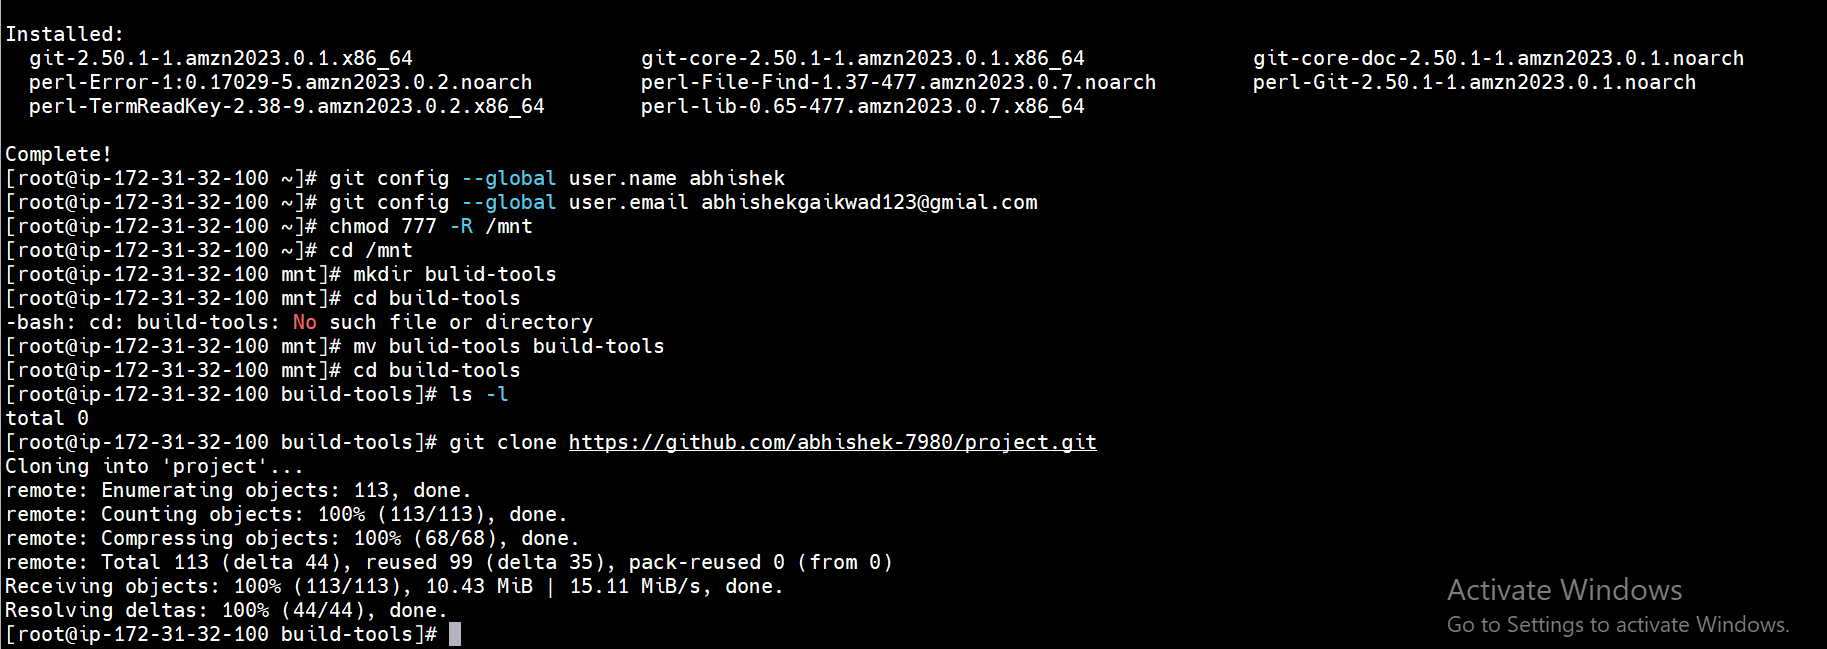 Installed:
  git-2.50.1-1.amzn2023.0.1.x86_64                   git-core-2.50.1-1.amzn2023.0.1.x86_64              git-core-doc-2.50.1-1.amzn2023.0.1.noarch
  perl-Error-1:0.17029-5.amzn2023.0.2.noarch         perl-File-Find-1.37-477.amzn2023.0.7.noarch        perl-Git-2.50.1-1.amzn2023.0.1.noarch
  perl-TermReadKey-2.38-9.amzn2023.0.2.x86_64        perl-lib-0.65-477.amzn2023.0.7.x86_64
Complete!
[root@ip-172-31-32-100 ~]# git config --global user.name abhishek
[root@ip-172-31-32-100 ~]# git config --global user.email abhishekgaikwad123@gmial.com
[root@ip-172-31-32-100 ~]# chmod 777 -R /mnt
[root@ip-172-31-32-100 ~]# cd /mnt
[root@ip-172-31-32-100 mnt]# mkdir bulid-tools
[root@ip-172-31-32-100 mnt]# cd build-tools
-bash: cd: build-tools: No such file or directory
[root@ip-172-31-32-100 mnt]# mv bulid-tools build-tools
[root@ip-172-31-32-100 mnt]# cd build-tools
[root@ip-172-31-32-100 build-tools]# ls -l
total 0
[root@ip-172-31-32-100 build-tools]# git clone https://github.com/abhishek-7980/project.git
Cloning into 'project'...
remote: Enumerating objects: 113, done.
remote: Counting objects: 100% (113/113), done.
remote: Compressing objects: 100% (68/68), done.
remote: Total 113 (delta 44), reused 99 (delta 35), pack-reused 0 (from 0)
Receiving objects: 100% (113/113), 10.43 MiB | 15.11 MiB/s, done.
Resolving deltas: 100% (44/44), done.
[root@ip-172-31-32-100 build-tools]#
Activate Windows
Go to Settings to activate Windows.